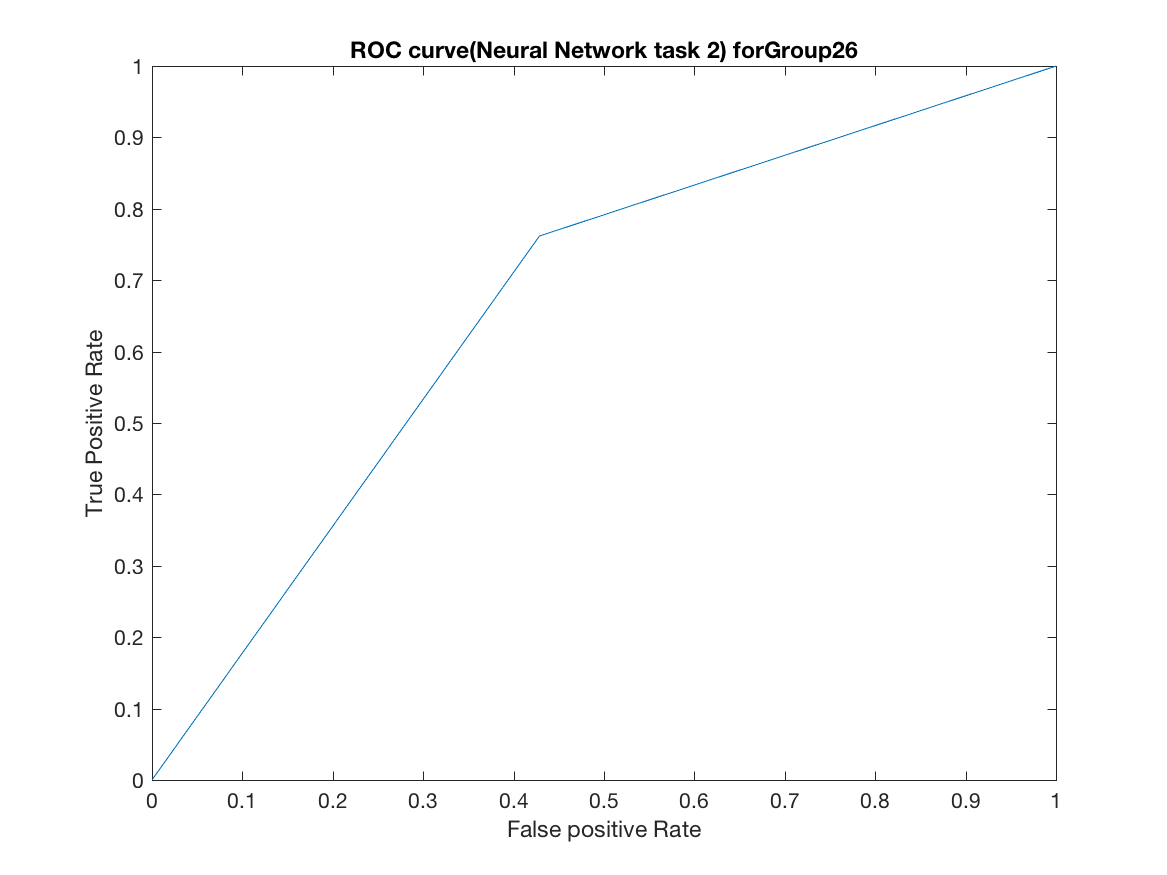 ROC curve(Neural Network task 2) forGroup26
1
0.9
0.8
0.7
0.6
0.5
0.4
0.3
0.2
0.1
0
True Positive Rate
0 0.1 0.2 0.3 0.4 0.5 0.6 0.7 0.8 0.9 1
False positive Rate